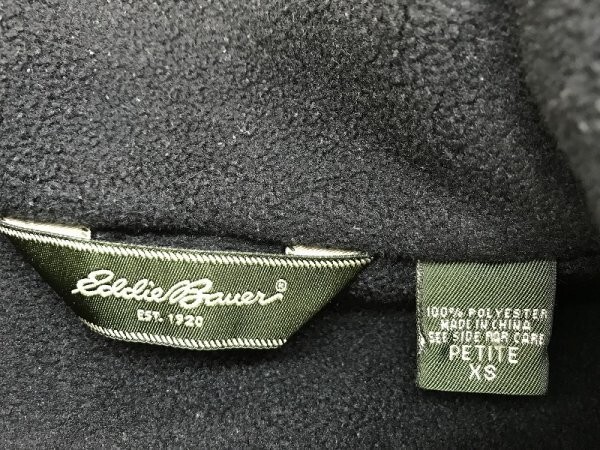 Eddie Bauer®
EST. 1920
100% POLYESTER
MADE IN CHINA
SEE SIDE FOR CARE
PETITE
XS